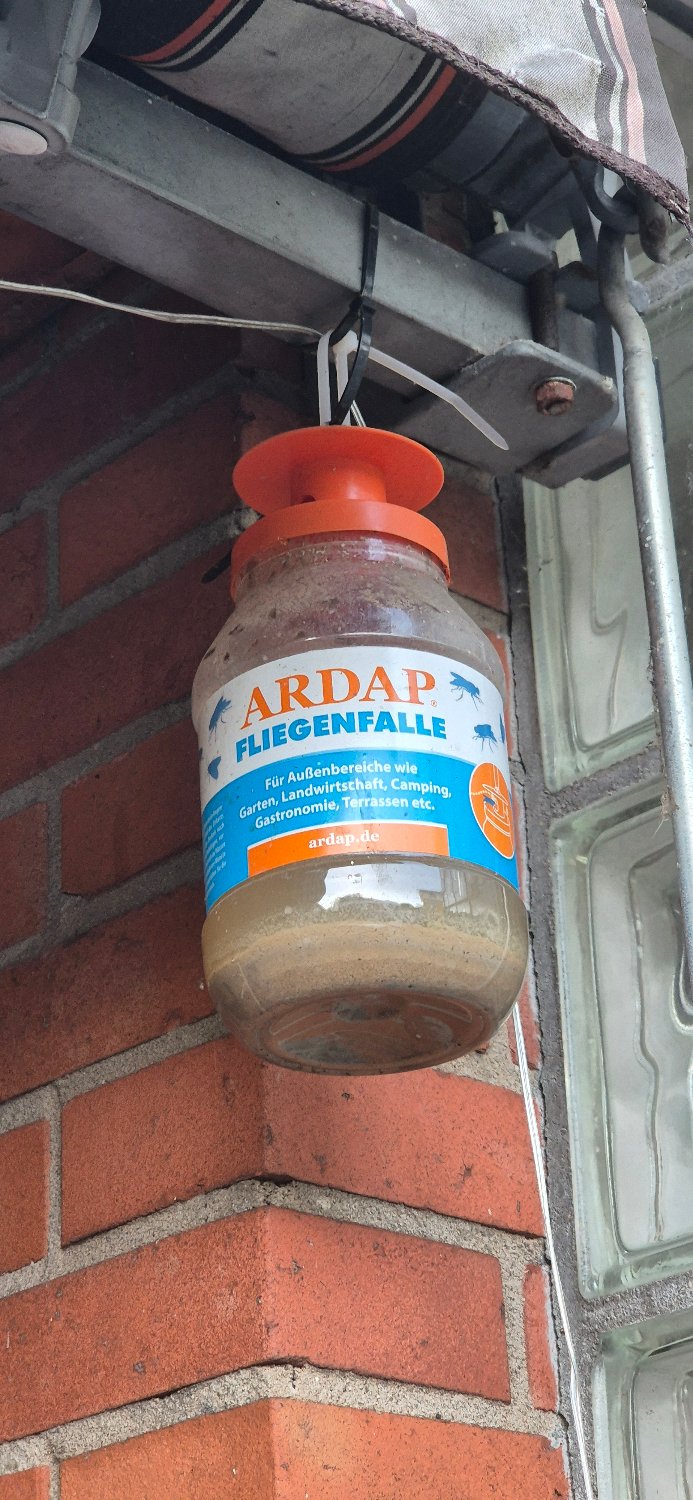 ARDAP®
FLIEGENFALLE
Für Außenbereiche wie
Garten, Landwirtschaft, Camping,
Gastronomie, Terrassen etc.
ardap.de